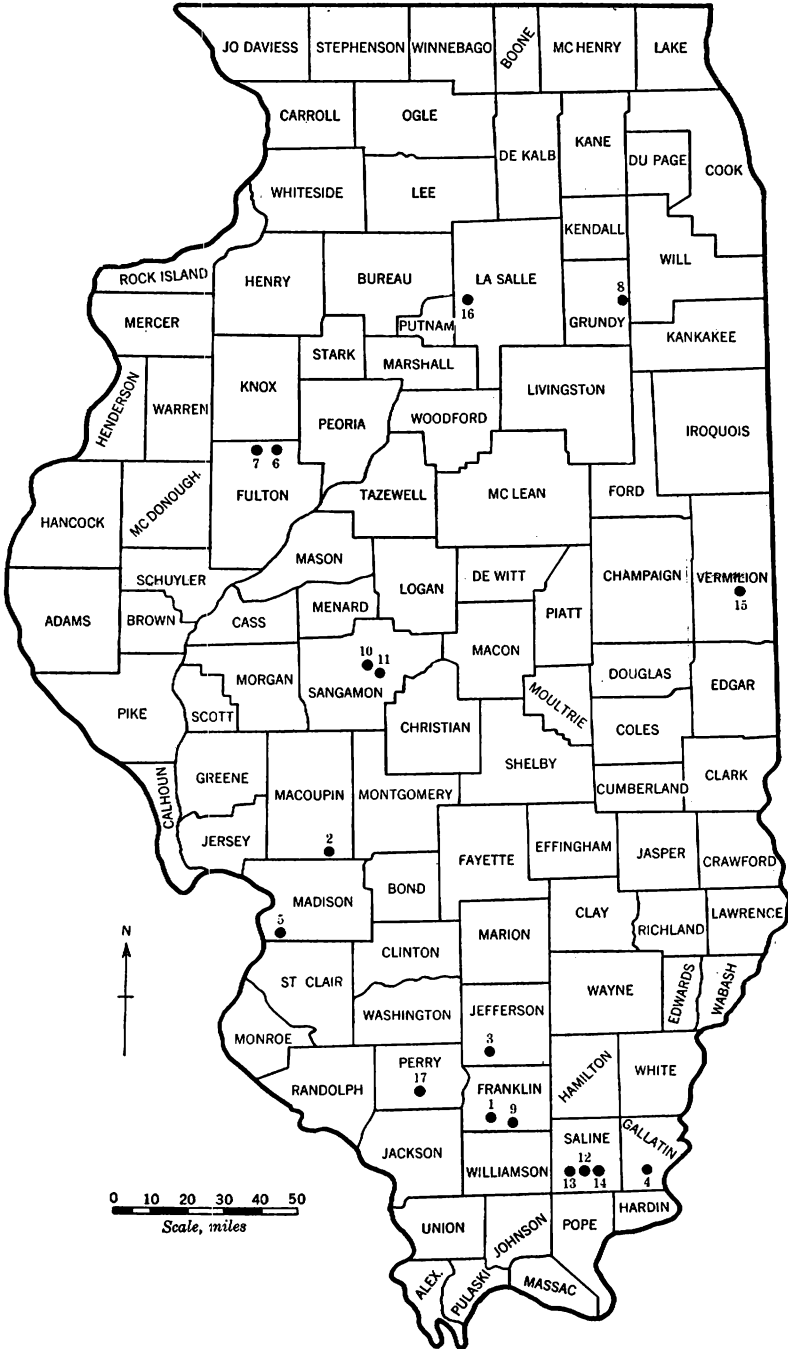 JO DAVIESS
STEPHENSON
WINNEBAGO
BOONE
MC HENRY
LAKE
CARROLL
OGLE
DE KALB
KANE
DU PAGE
COOK
WHITESIDE
LEE
KENDALL
WILL
ROCK ISLAND
HENRY
BUREAU
LA SALLE
16
8
GRUNDY
MERCER
PUTNAM
KANKAKEE
STARK
MARSHALL
HENDERSON
WARREN
KNOX
LIVINGSTON
PEORIA
WOODFORD
IROQUOIS
7 6
FULTON
TAZEWELL
MC LEAN
FORD
HANCOCK
MC DONOUGH
MASON
SCHUYLER
LOGAN
DE WITT
CHAMPAIGN
VERMILION
15
ADAMS
BROWN
CASS
MENARD
PIATT
MACON
10
11
SANGAMON
MORGAN
SCOTT
PIKE
MOULTRIE
DOUGLAS
EDGAR
CHRISTIAN
COLES
SHELBY
GREENE
CALHOUN
MACOUPIN
MONTGOMERY
CUMBERLAND
CLARK
2
JERSEY
FAYETTE
EFFINGHAM
JASPER
CRAWFORD
MADISON
5
BOND
CLAY
RICHLAND
LAWRENCE
N
MARION
CLINTON
ST CLAIR
WAYNE
EDWARDS
WABASH
WASHINGTON
JEFFERSON
3
MONROE
PERRY
17
RANDOLPH
FRANKLIN
1
9
HAMILTON
WHITE
SALINE
12
13 14
GALLATIN
4
JACKSON
WILLIAMSON
0 10 20 30 40 50
Scale, miles
UNION
JOHNSON
POPE
HARDIN
ALEX.
PULASKI
MASSAC